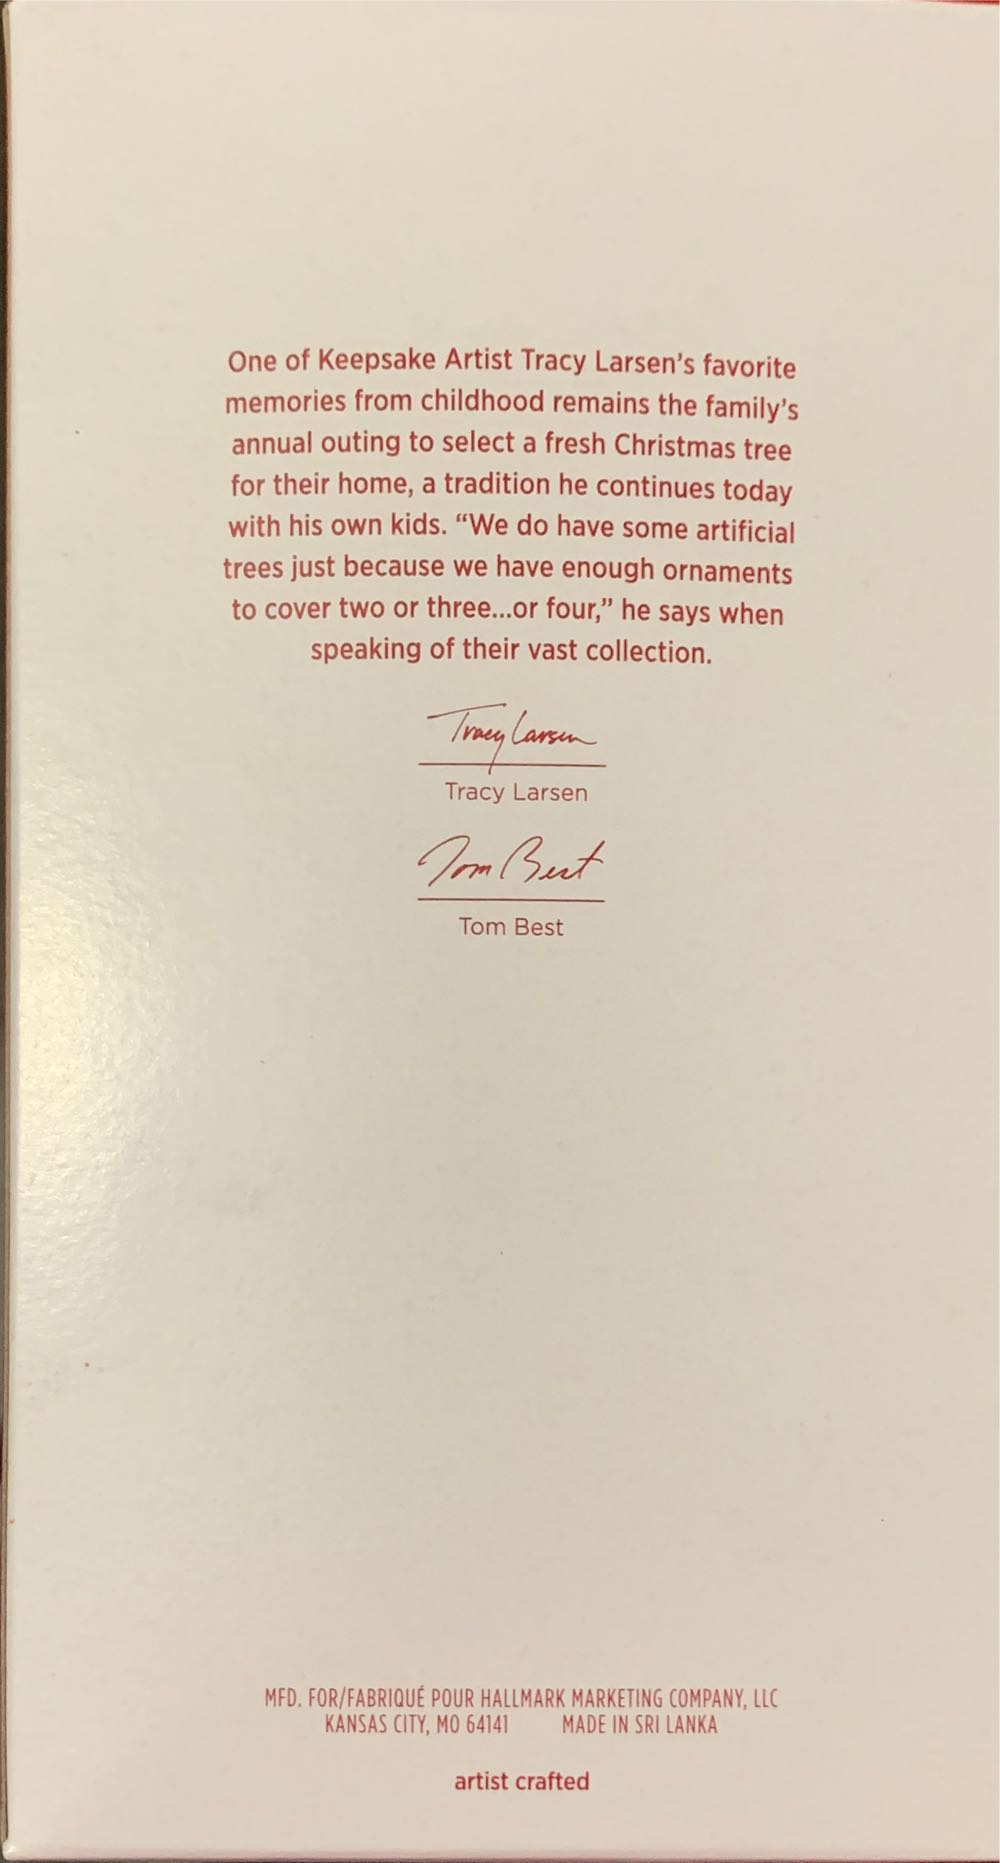 One of Keepsake Artist Tracy Larsen’s favorite
memories from childhood remains the family’s
annual outing to select a fresh Christmas tree
for their home, a tradition he continues today
with his own kids. “We do have some artificial
trees just because we have enough ornaments
to cover two or three...or four,” he says when
speaking of their vast collection.
Tracy Larsen
Tracy Larsen
Tom Best
Tom Best
MFD. FOR/FABRIQUÉ POUR HALLMARK MARKETING COMPANY, LLC
KANSAS CITY, MO 64141 MADE IN SRI LANKA
artist crafted